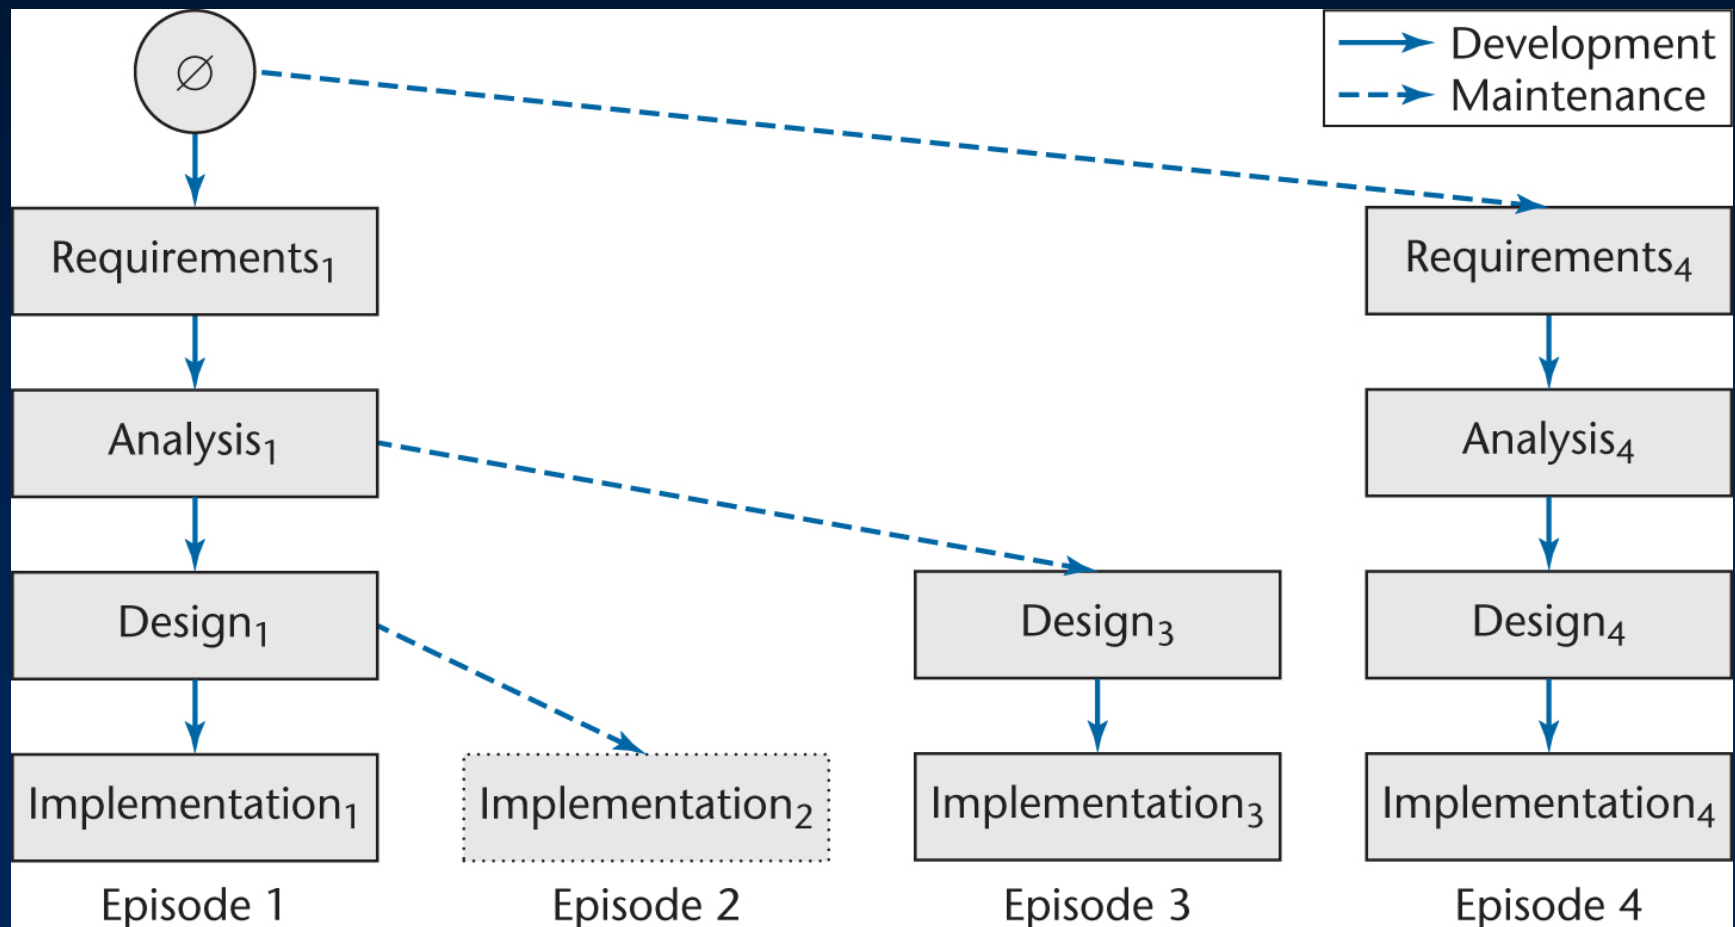 ∅
Development
Maintenance
Requirements₁
Requirements₄
Analysis₁
Analysis₄
Design₁
Design₃
Design₄
Implementation₁
Implementation₂
Implementation₃
Implementation₄
Episode 1
Episode 2
Episode 3
Episode 4